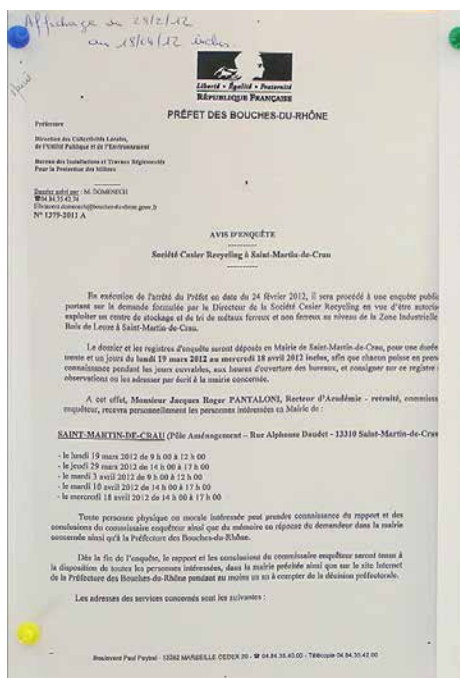 Affichage du 28/2/12
au 18/04/12 inclus
Liberté • Égalité • Fraternité
RÉPUBLIQUE FRANÇAISE
PRÉFET DES BOUCHES-DU-RHÔNE
Préfecture
Direction des Collectivités Locales,
de l'Utilité Publique et de l'Environnement
Bureau des Installations et Travaux Réglementés
Pour la Protection des Milieux
Dossier suivi par : M. DOMENECH
☎04.84.35.42.74
N° 1279-2011 A
AVIS D'ENQUÊTE
Société Casier Recycling à Saint-Martin-de-Crau
En exécution de l'arrêté du Préfet en date du 24 février 2012, il sera procédé à une enquête publi
portant sur la demande formulée par le Directeur de la Société Casier Recycling en vue d'être autoris
exploiter un centre de stockage et de tri de métaux ferreux et non ferreux au niveau de la Zone Industrielle
Bois de Leuze à Saint-Martin-de-Crau.
Le dossier et les registres d'enquête seront déposés en Mairie de Saint-Martin-de-Crau, pour une durée
trente et un jours du lundi 19 mars 2012 au mercredi 18 avril 2012 inclus, afin que chacun puisse en pren
connaissance pendant les jours ouvrables, aux heures d'ouverture des bureaux, et consigner sur ce registre
observations ou les adresser par écrit à la mairie concernée.
A cet effet, Monsieur Jacques Roger PANTALONI, Recteur d'Académie - retraité, commissa
enquêteur, recevra personnellement les personnes intéressées en Mairie de :
SAINT-MARTIN-DE-CRAU (Pôle Aménagement – Rue Alphonse Daudet - 13310 Saint-Martin-de-Crau
- le lundi 19 mars 2012 de 9 h 00 à 12 h 00
- le jeudi 29 mars 2012 de 14 h 00 à 17 h 00
- le mardi 3 avril 2012 de 9 h 00 à 12 h 00
- le mardi 10 avril 2012 de 14 h 00 à 17 h 00
- le mercredi 18 avril 2012 de 14 h 00 à 17 h 00
Toute personne physique ou morale intéressée peut prendre connaissance du rapport et des
conclusions du commissaire enquêteur ainsi que du mémoire en réponse du demandeur dans la mairie
concernée ainsi qu'à la Préfecture des Bouches-du-Rhône.
Dès la fin de l'enquête, le rapport et les conclusions du commissaire enquêteur seront tenus à
la disposition de toutes les personnes intéressées, dans la mairie précitée ainsi que sur le site Internet
de la Préfecture des Bouches-du-Rhône pendant au moins un an à compter de la décision préfectorale.
Les adresses des services concernés sont les suivantes :
Boulevard Paul Peytral - 13282 MARSEILLE CEDEX 20 - ☎ 04.84.35.40.00 - Télécopie 04.84.35.42.00